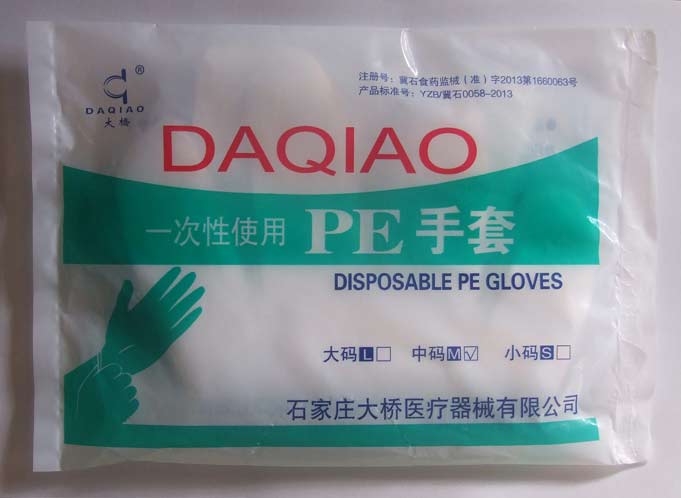 ®
DAQIAO
大桥
注册号：冀石食药监械（准）字2013第1660063号
产品标准号：YZB/冀石0058-2013
DAQIAO
一次性使用 PE 手套
DISPOSABLE PE GLOVES
大码 L 中码 M √ 小码 S
石家庄大桥医疗器械有限公司